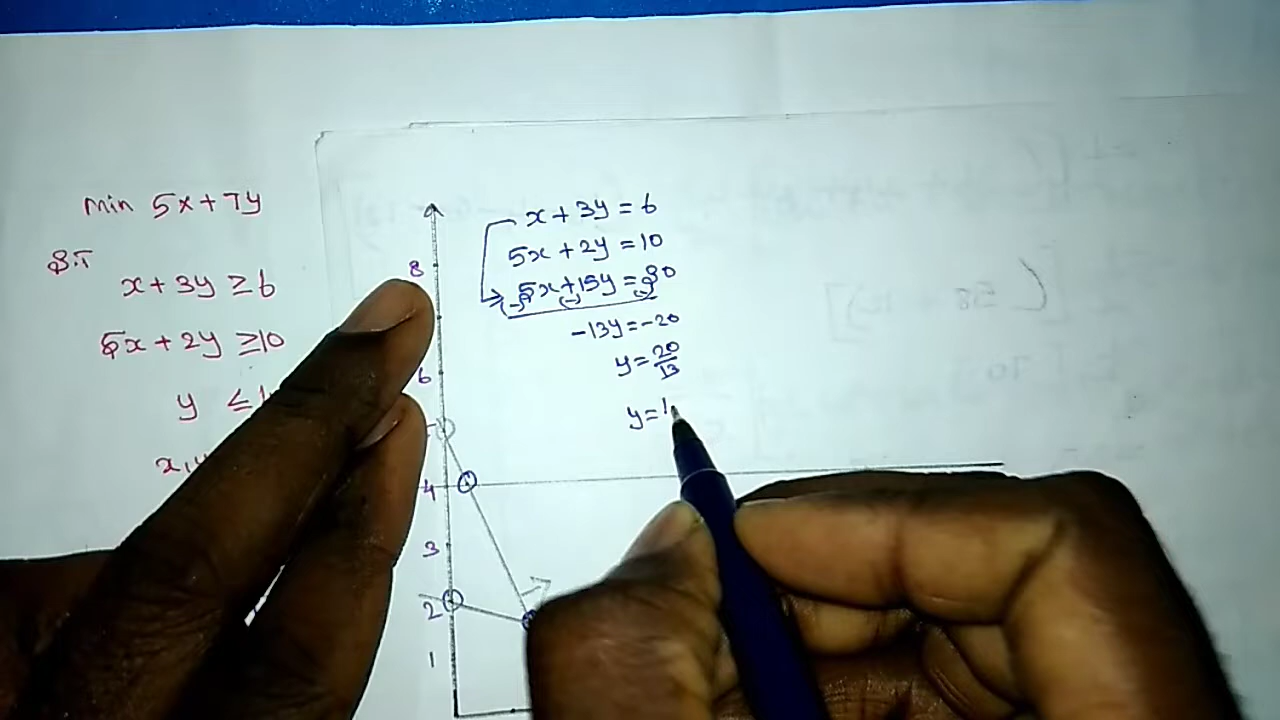 min 5x+7y
S.T
x+3y ≥6
5x+2y ≥10
y ≤
x,y
x+3y=6
5x+2y=10
5x+15y=30
(-) (-) (-)
-13y=-20
y=20/13
y=1
8
6
4
3
2
1